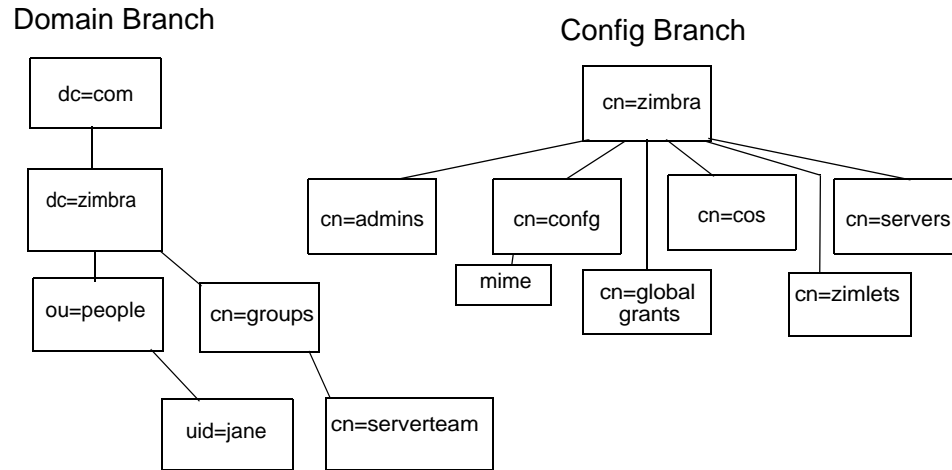 Domain Branch
Config Branch
dc=com
cn=zimbra
dc=zimbra
cn=admins
cn=confg
cn=cos
cn=servers
mime
cn=global
grants
cn=zimlets
ou=people
cn=groups
uid=jane
cn=serverteam